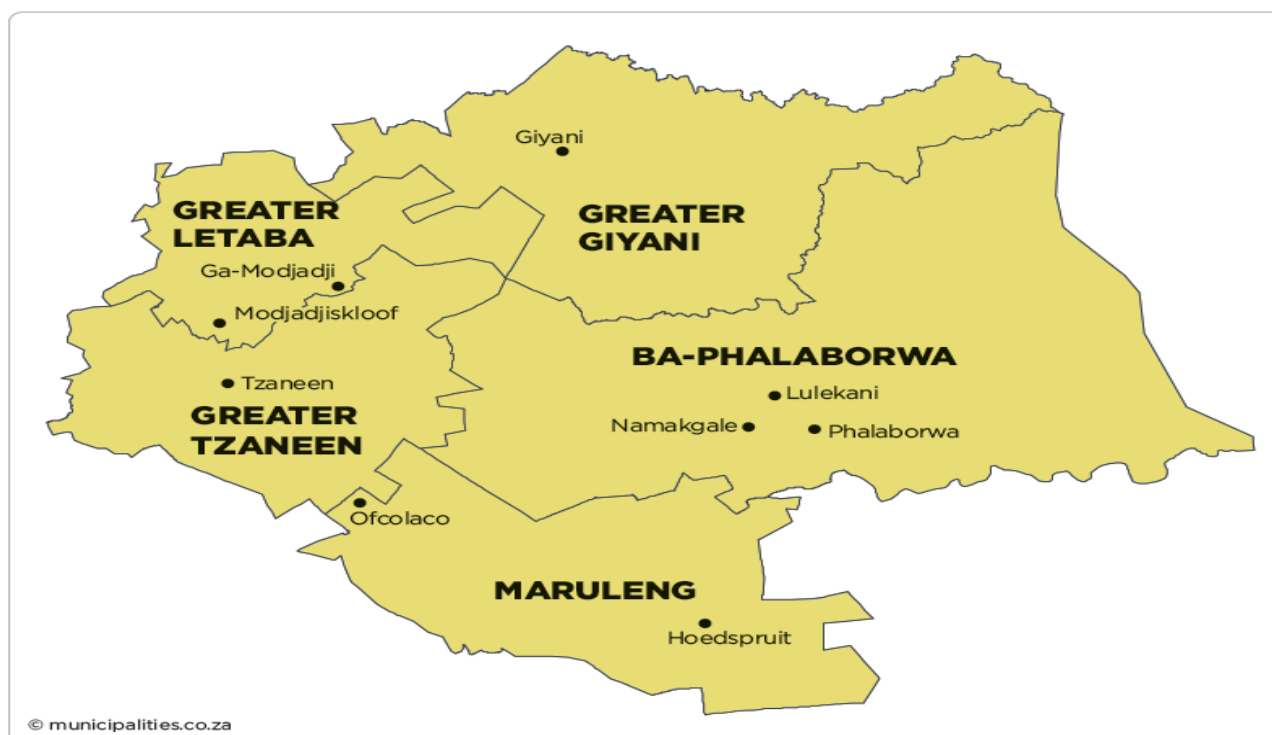 Giyani
GREATER
LETABA
GREATER
GIYANI
Ga-Modjadji
Modjadjiskloof
BA-PHALABORWA
Tzaneen
Lulekani
GREATER
TZANEEN
Namakgale
Phalaborwa
Ofcolaco
MARULENG
Hoedspruit
© municipalities.co.za